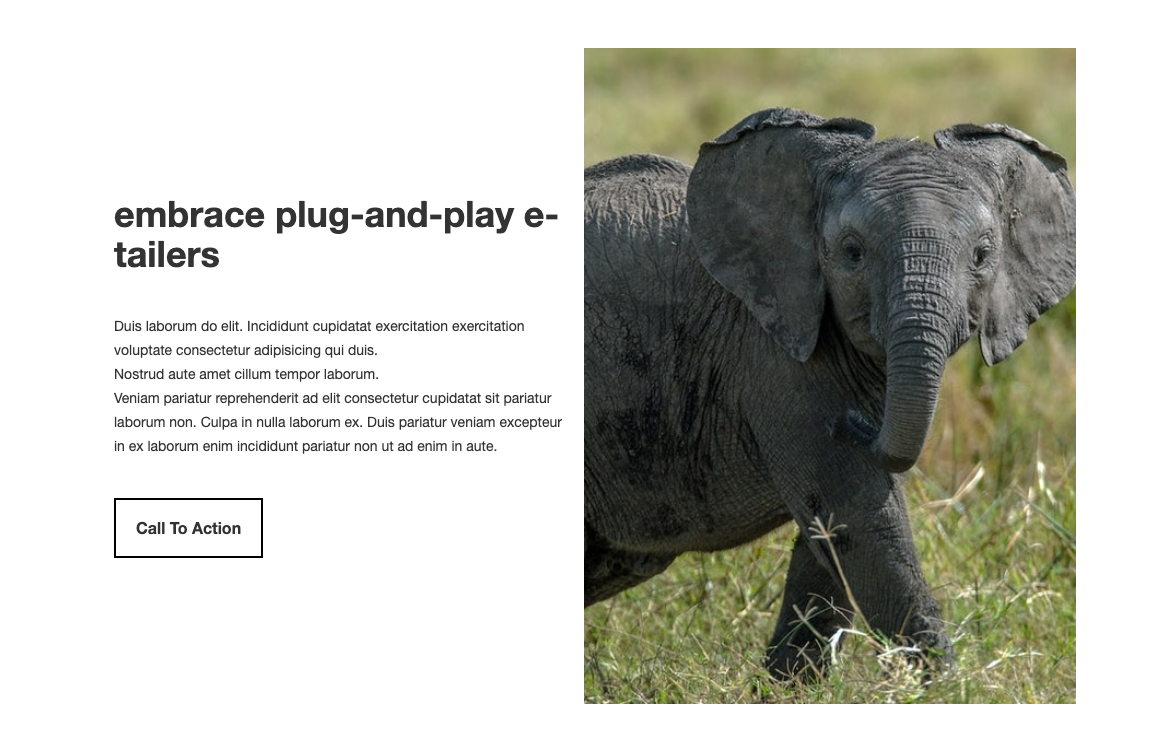 embrace plug-and-play e-
tailers
Duis laborum do elit. Incididunt cupidatat exercitation exercitation
voluptate consectetur adipisicing qui duis.
Nostrud aute amet cillum tempor laborum.
Veniam pariatur reprehenderit ad elit consectetur cupidatat sit pariatur
laborum non. Culpa in nulla laborum ex. Duis pariatur veniam excepteur
in ex laborum enim incididunt pariatur non ut ad enim in aute.
Call To Action